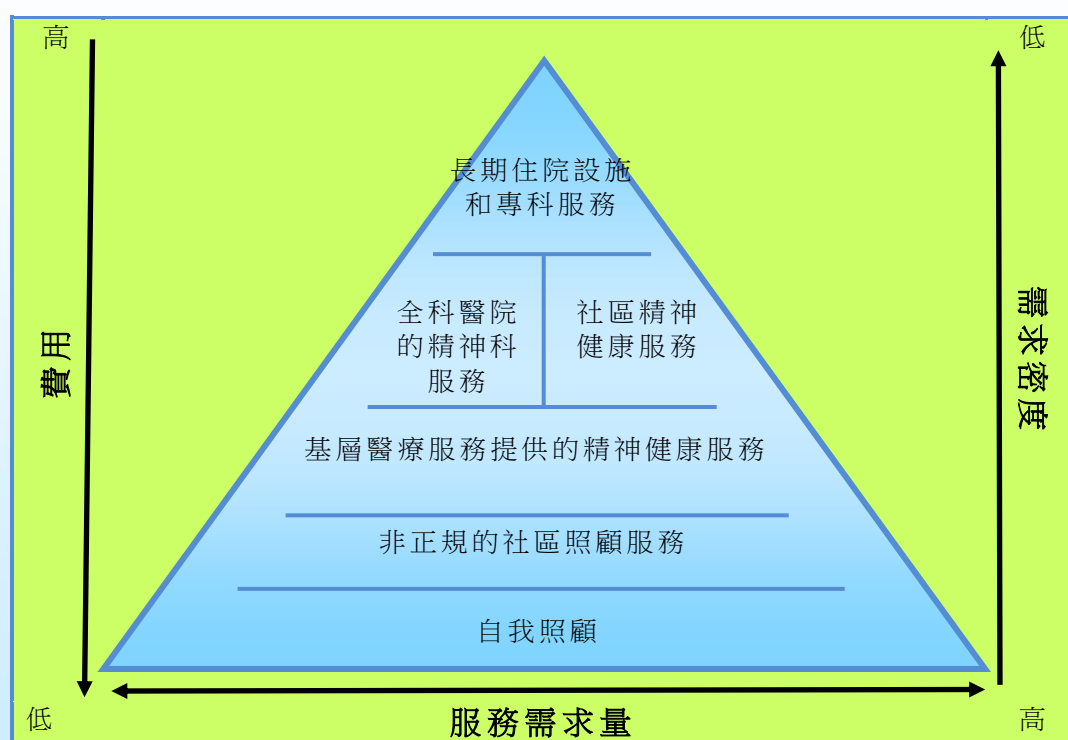 高
低
長期住院設施
和專科服務
全科醫院
的精神科
服務
社區精神
健康服務
費用
需求密度
基層醫療服務提供的精神健康服務
非正規的社區照顧服務
自我照顧
低
服務需求量
高